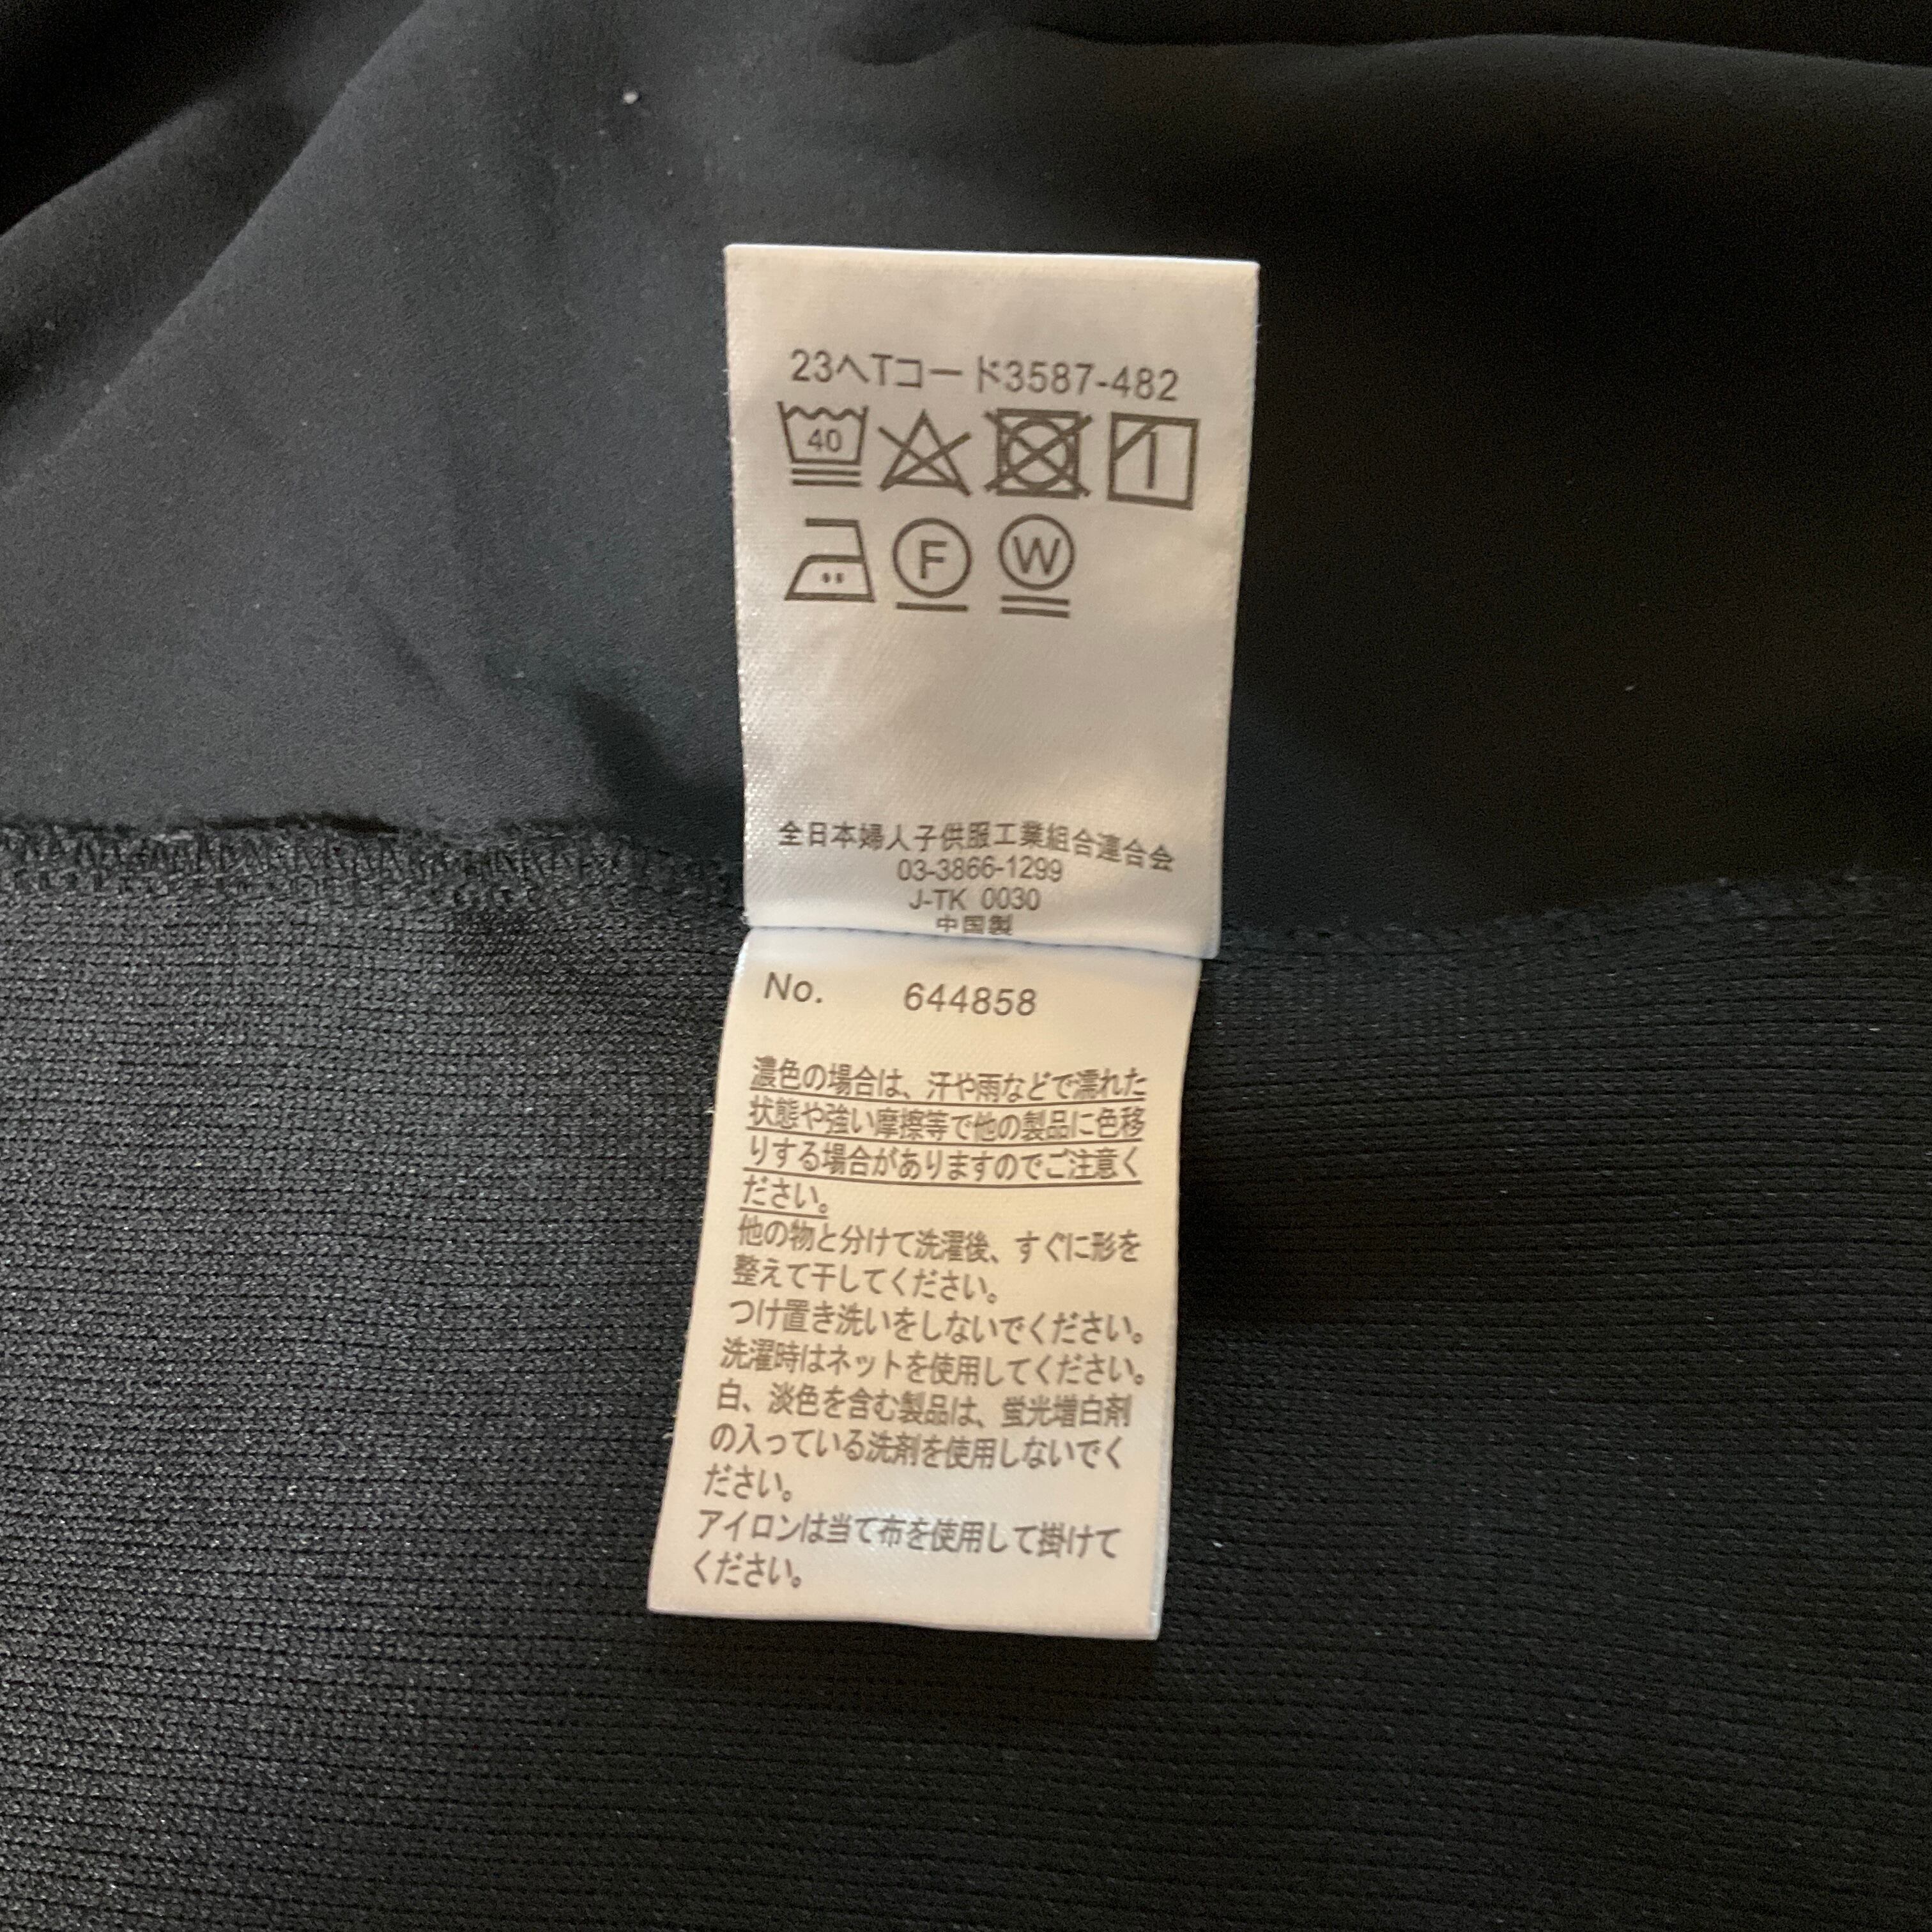 23ヘTコード3587-482
40
F W
全日本婦人子供服工業組合連合会
03-3866-1299
J-TK 0030
中国製
No. 644858
濃色の場合は、汗や雨などで濡れた
状態や強い摩擦等で他の製品に色移
りする場合がありますのでご注意く
ださい。
他の物と分けて洗濯後、すぐに形を
整えて干してください。
つけ置き洗いをしないでください。
洗濯時はネットを使用してください。
白、淡色を含む製品は、蛍光増白剤
の入っている洗剤を使用しないでく
ださい。
アイロンは当て布を使用して掛けて
ください。